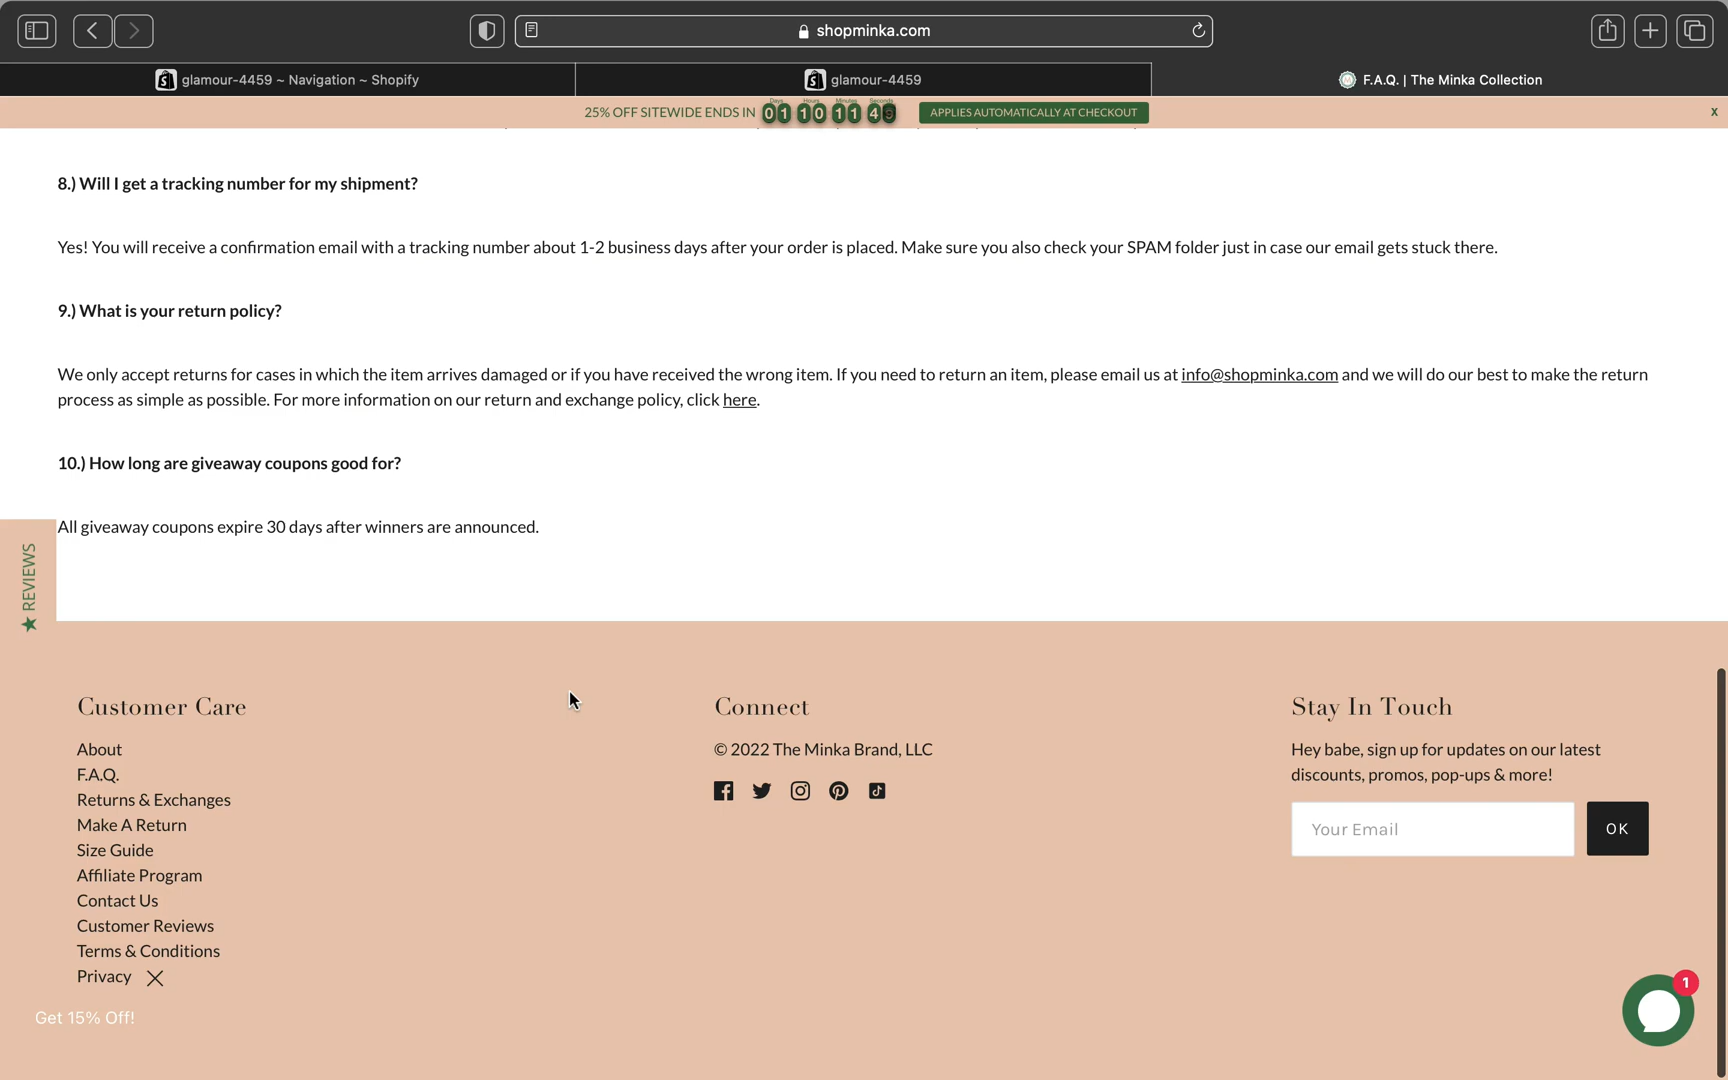 shopminka.com
glamour-4459 ~ Navigation ~ Shopify
glamour-4459
F.A.Q. | The Minka Collection
25% OFF SITEWIDE ENDS IN
Days Hours Minutes Seconds
01 10 11 4
APPLIES AUTOMATICALLY AT CHECKOUT
X
8.) Will I get a tracking number for my shipment?
Yes! You will receive a confirmation email with a tracking number about 1-2 business days after your order is placed. Make sure you also check your SPAM folder just in case our email gets stuck there.
9.) What is your return policy?
We only accept returns for cases in which the item arrives damaged or if you have received the wrong item. If you need to return an item, please email us at info@shopminka.com and we will do our best to make the return
process as simple as possible. For more information on our return and exchange policy, click here.
10.) How long are giveaway coupons good for?
All giveaway coupons expire 30 days after winners are announced.
★ REVIEWS
Customer Care
About
F.A.Q.
Returns & Exchanges
Make A Return
Size Guide
Affiliate Program
Contact Us
Customer Reviews
Terms & Conditions
Privacy
Get 15% Off!
Connect
© 2022 The Minka Brand, LLC
Stay In Touch
Hey babe, sign up for updates on our latest
discounts, promos, pop-ups & more!
Your Email
OK
1